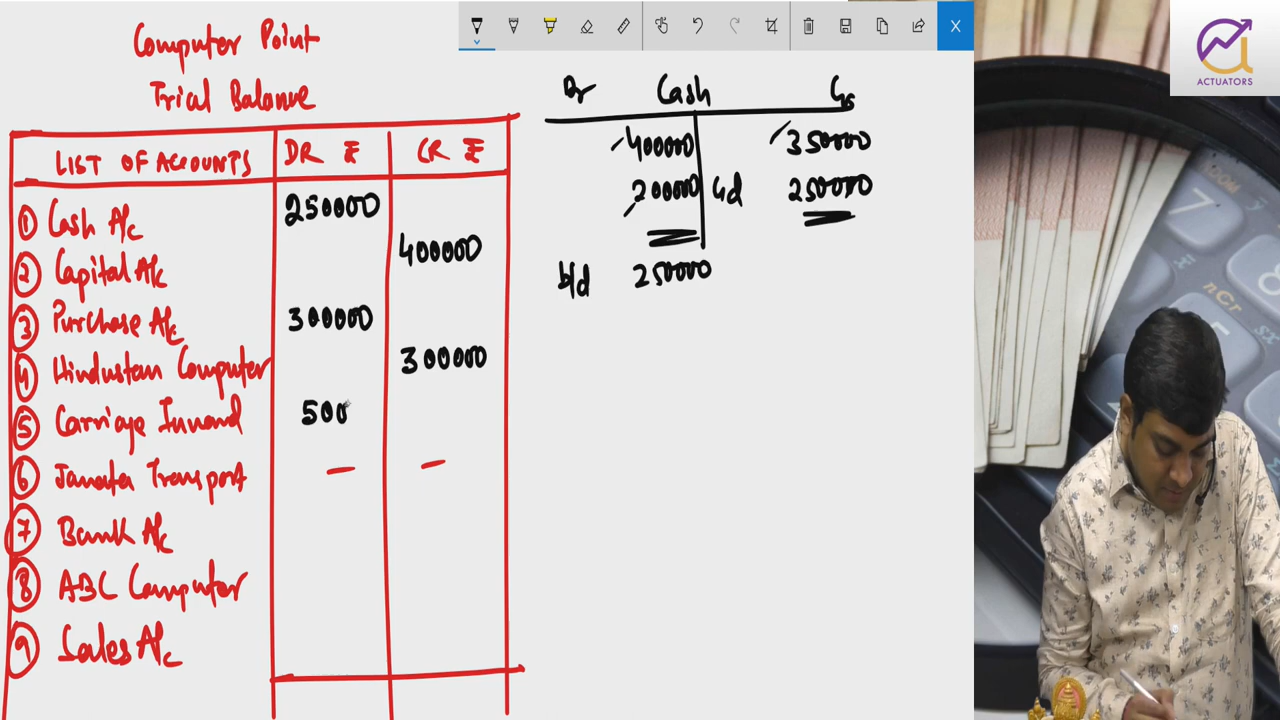 Computer Point
Trial Balance
LIST OF ACCOUNTS DR ₹ CR ₹
① Cash A/c 250000
② Capital A/c 400000
③ Purchase A/c 300000
④ Hindustan Computer 300000
⑤ Carriage Inward 500
⑥ Janata Transport – –
⑦ Bank A/c
⑧ ABC Computer
⑨ Sales A/c
Dr Cash Cr
400000 350000
200000 c/d 250000
b/d 250000
ACTUATORS
7
nCr